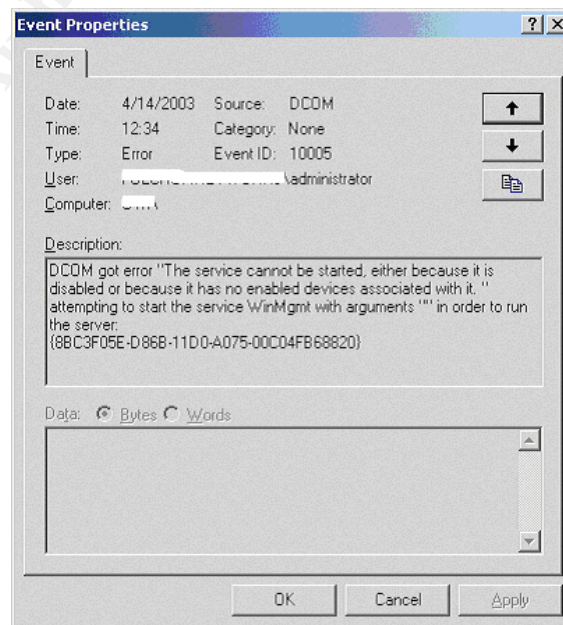 Event Properties
Event
Date: 4/14/2003 Source: DCOM
Time: 12:34 Category: None
Type: Error Event ID: 10005
User: \administrator
Computer:
Description:
DCOM got error "The service cannot be started, either because it is
disabled or because it has no enabled devices associated with it. "
attempting to start the service WinMgmt with arguments "" in order to run
the server:
{8BC3F05E-D86B-11D0-A075-00C04FB68820}
Data: Bytes Words
OK Cancel Apply